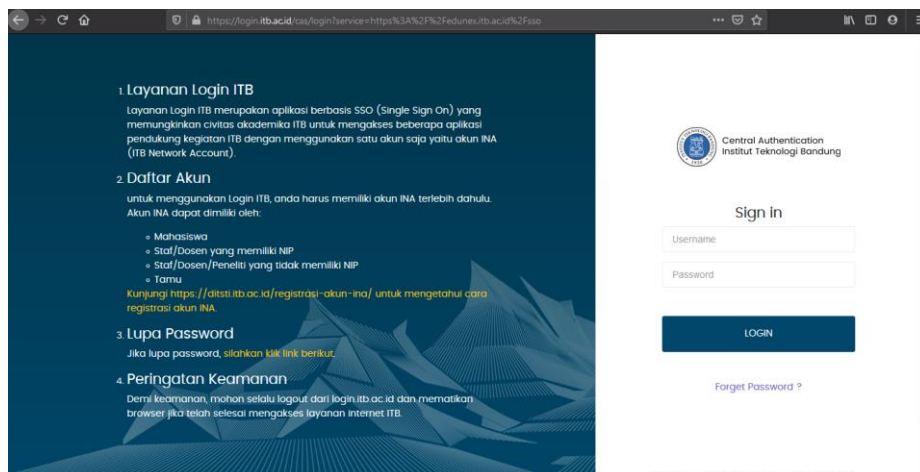 https://login.itb.ac.id/cas/login?service=https%3A%2F%2Fedunex.itb.ac.id%2Fsso
1. Layanan Login ITB
Layanan Login ITB merupakan aplikasi berbasis SSO (Single Sign On) yang
memungkinkan civitas akademika ITB untuk mengakses beberapa aplikasi
pendukung kegiatan ITB dengan menggunakan satu akun saja yaitu akun INA
(ITB Network Account).
2. Daftar Akun
untuk menggunakan Login ITB, anda harus memiliki akun INA terlebih dahulu.
Akun INA dapat dimiliki oleh:
Mahasiswa
Staf/Dosen yang memiliki NIP
Staf/Dosen/Peneliti yang tidak memiliki NIP
Tamu
Kunjungi https://ditsti.itb.ac.id/registrasi-akun-ina/ untuk mengetahui cara
registrasi akun INA.
3. Lupa Password
Jika lupa password, silahkan klik link berikut.
4. Peringatan Keamanan
Demi keamanan, mohon selalu logout dari login.itb.ac.id dan mematikan
browser jika telah selesai mengakses layanan internet ITB.
Central Authentication
Institut Teknologi Bandung
Sign in
Username
Password
LOGIN
Forget Password ?